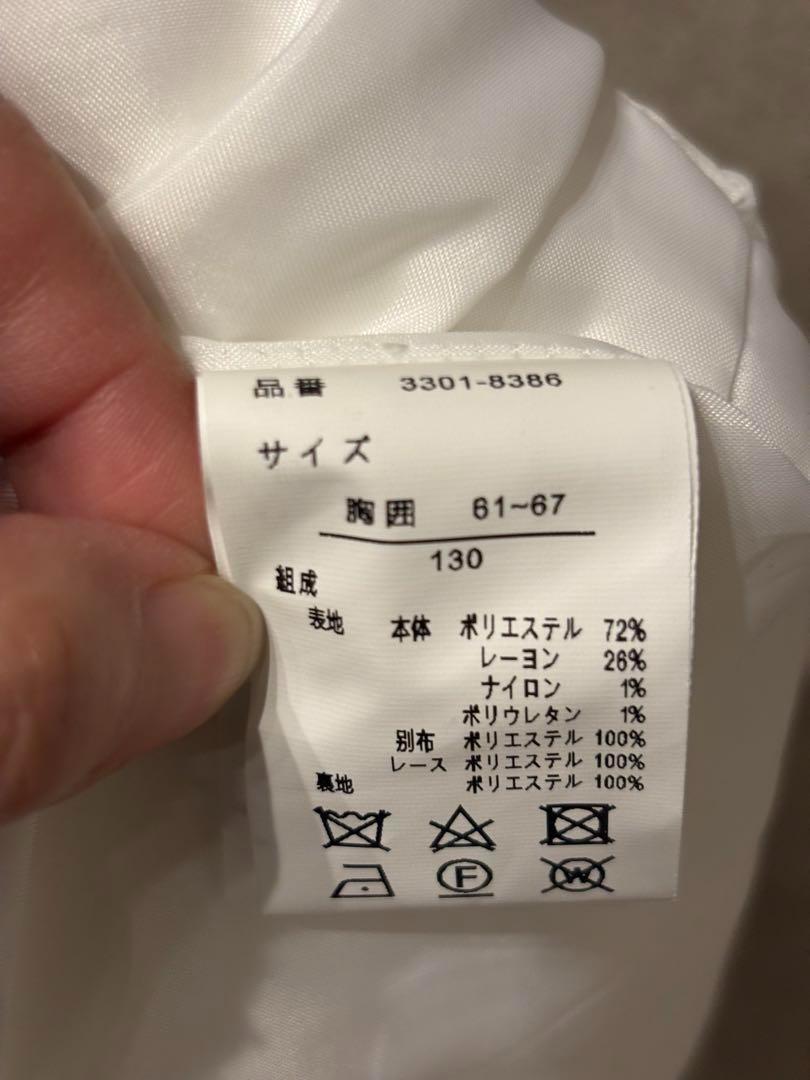 品番 3301-8386
サイズ
胸囲 61~67
130
組成
表地 本体 ポリエステル 72%
レーヨン 26%
ナイロン 1%
ポリウレタン 1%
別布 ポリエステル 100%
レース ポリエステル 100%
裏地 ポリエステル 100%
F W